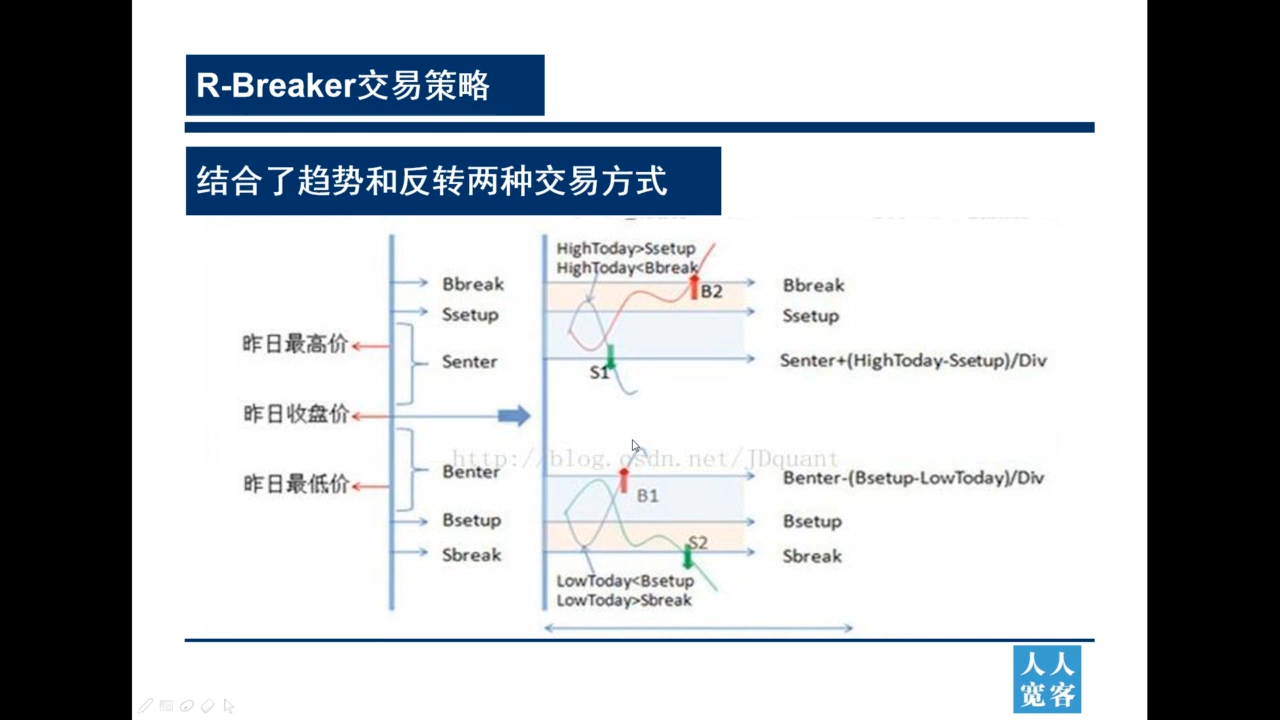 R-Breaker交易策略
结合了趋势和反转两种交易方式
HighToday>Ssetup
HighToday<Bbreak
Bbreak
B2
Bbreak
Ssetup
Ssetup
昨日最高价
Senter
S1
Senter+(HighToday-Ssetup)/Div
昨日收盘价
http://blog.csdn.net/JDquant
昨日最低价
Benter
B1
Benter-(Bsetup-LowToday)/Div
Bsetup
Bsetup
S2
Sbreak
Sbreak
LowToday<Bsetup
LowToday>Sbreak
人人
宽客